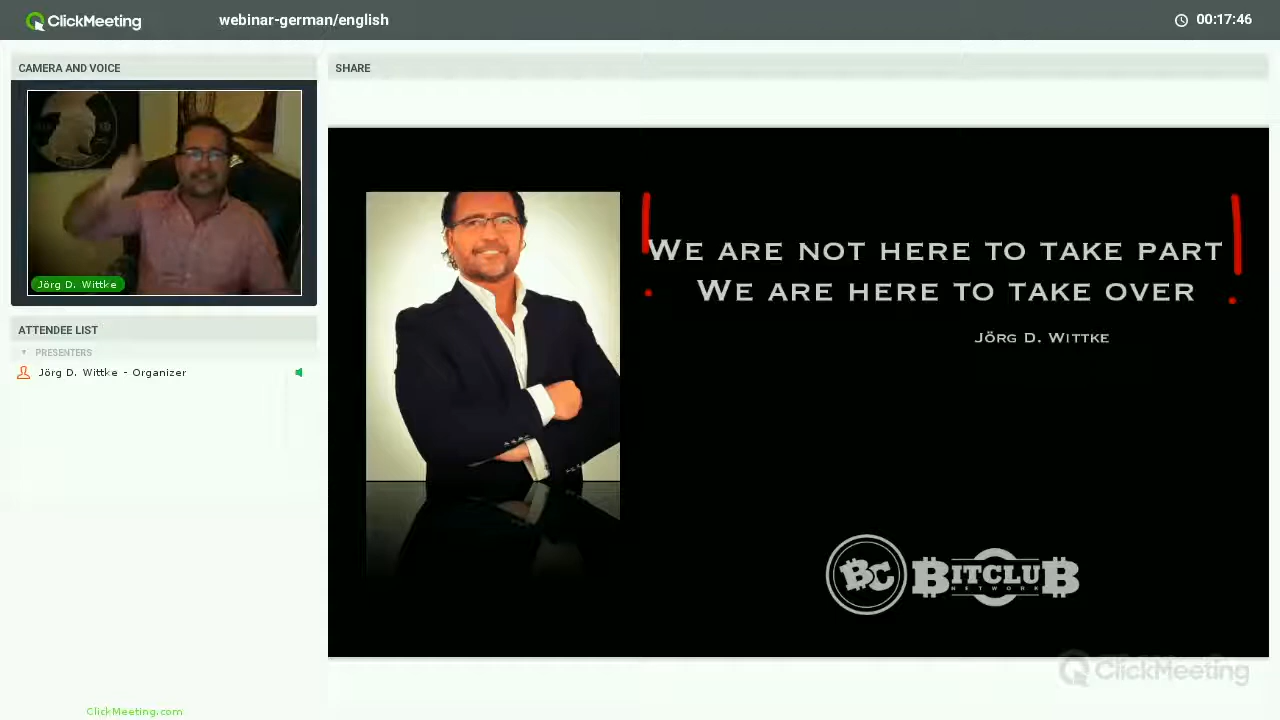 ClickMeeting
webinar-german/english
00:17:46
CAMERA AND VOICE
Jörg D. Wittke
ATTENDEE LIST
PRESENTERS
Jörg D. Wittke - Organizer
ClickMeeting.com
SHARE
WE ARE NOT HERE TO TAKE PART
WE ARE HERE TO TAKE OVER
JÖRG D. WITTKE
BC
BITCLUB
NETWORK
ClickMeeting